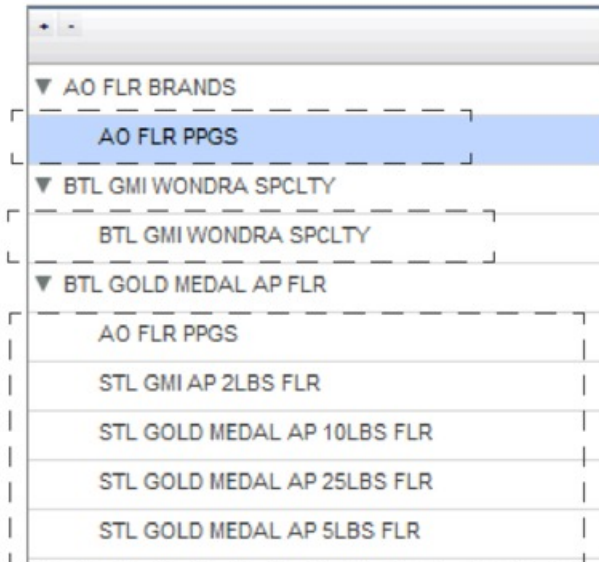 + -
▼ AO FLR BRANDS
AO FLR PPGS
▼ BTL GMI WONDRA SPCLTY
BTL GMI WONDRA SPCLTY
▼ BTL GOLD MEDAL AP FLR
AO FLR PPGS
STL GMI AP 2LBS FLR
STL GOLD MEDAL AP 10LBS FLR
STL GOLD MEDAL AP 25LBS FLR
STL GOLD MEDAL AP 5LBS FLR